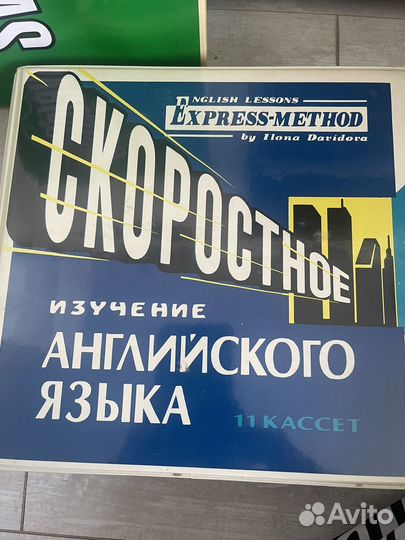 ENGLISH LESSONS
EXPRESS-METHOD
by Ilona Davidova
СКОРОСТНОЕ
ИЗУЧЕНИЕ
АНГЛИЙСКОГО
ЯЗЫКА
11 КАССЕТ
Avito